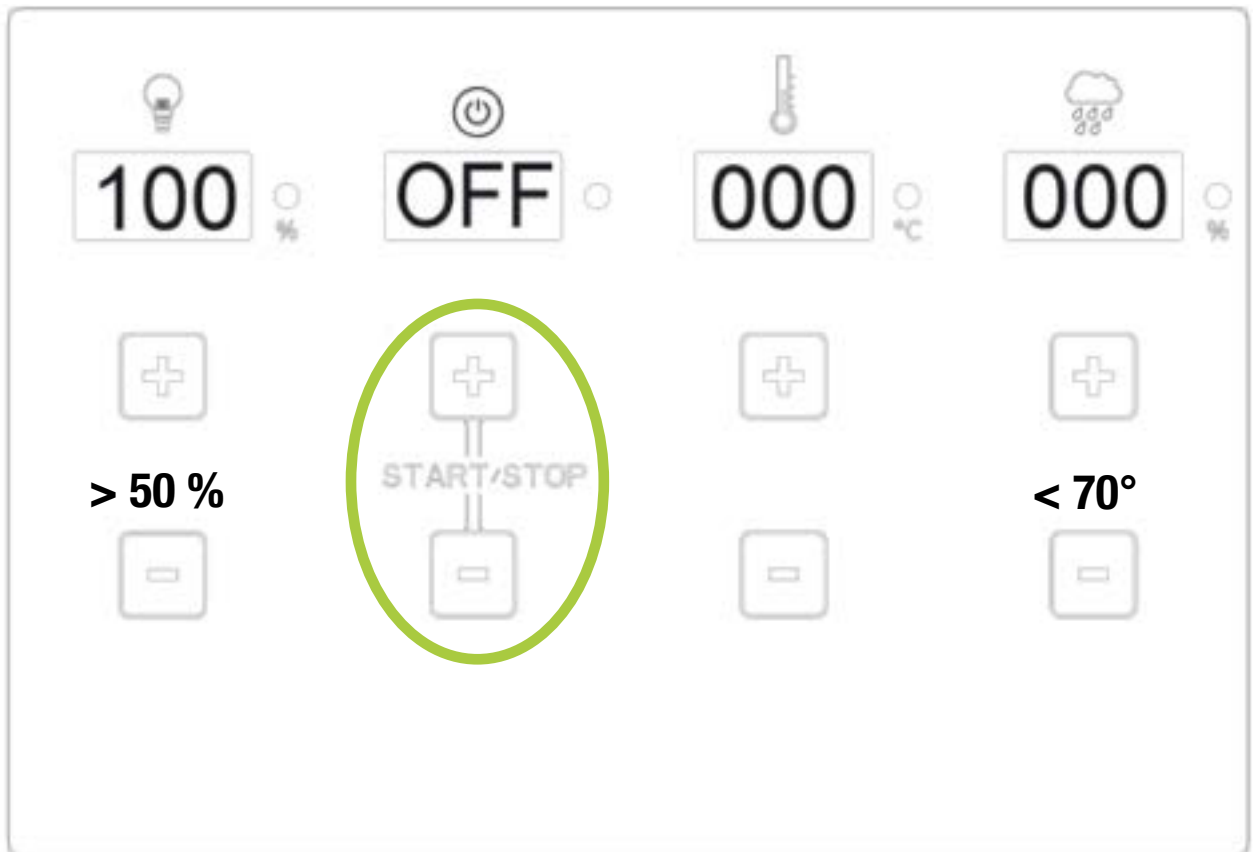 100 % OFF 000 °C 000 %
+ + + +
START/STOP
> 50 % < 70°
- - - -